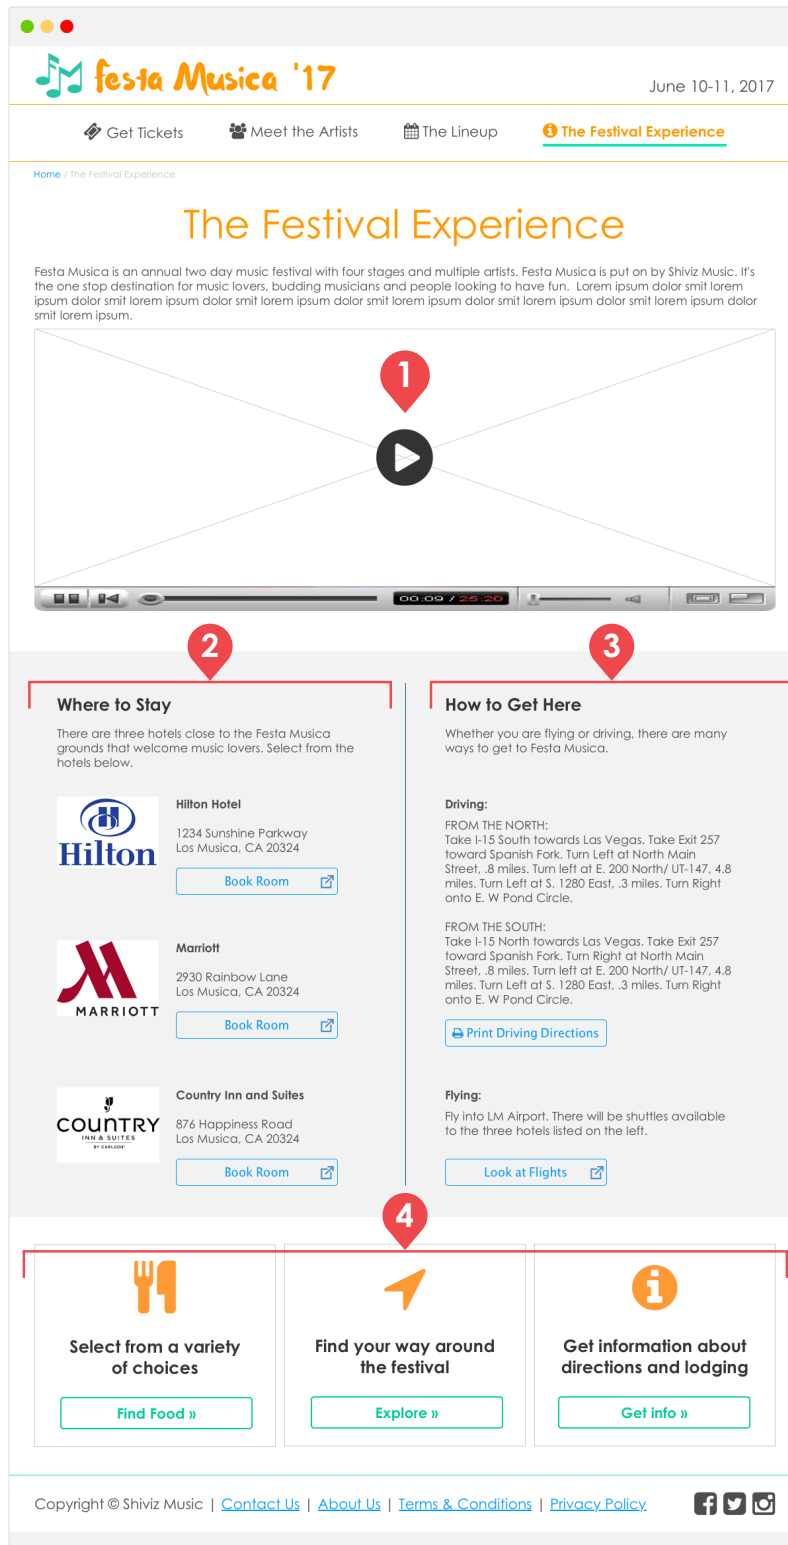 festa Musica '17
June 10-11, 2017
Get Tickets
Meet the Artists
The Lineup
The Festival Experience
Home / The Festival Experience
The Festival Experience
Festa Musica is an annual two day music festival with four stages and multiple artists. Festa Musica is put on by Shiviz Music. It's
the one stop destination for music lovers, budding musicians and people looking to have fun. Lorem ipsum dolor smit lorem
ipsum dolor smit lorem ipsum dolor smit lorem ipsum dolor smit lorem ipsum dolor smit lorem ipsum dolor smit lorem ipsum dolor
smit lorem ipsum.
1
00:09 / 25:20
2
Where to Stay
There are three hotels close to the Festa Musica
grounds that welcome music lovers. Select from the
hotels below.
Hilton
Hilton Hotel
1234 Sunshine Parkway
Los Musica, CA 20324
Book Room
MARRIOTT
Marriott
2930 Rainbow Lane
Los Musica, CA 20324
Book Room
COUNTRY
INN & SUITES
BY CARLSON
Country Inn and Suites
876 Happiness Road
Los Musica, CA 20324
Book Room
3
How to Get Here
Whether you are flying or driving, there are many
ways to get to Festa Musica.
Driving:
FROM THE NORTH:
Take I-15 South towards Las Vegas. Take Exit 257
toward Spanish Fork. Turn Left at North Main
Street, .8 miles. Turn left at E. 200 North/ UT-147, 4.8
miles. Turn Left at S. 1280 East, .3 miles. Turn Right
onto E. W Pond Circle.
FROM THE SOUTH:
Take I-15 North towards Las Vegas. Take Exit 257
toward Spanish Fork. Turn Right at North Main
Street, .8 miles. Turn left at E. 200 North/ UT-147, 4.8
miles. Turn Left at S. 1280 East, .3 miles. Turn Right
onto E. W Pond Circle.
Print Driving Directions
Flying:
Fly into LM Airport. There will be shuttles available
to the three hotels listed on the left.
Look at Flights
4
Select from a variety
of choices
Find Food »
Find your way around
the festival
Explore »
Get information about
directions and lodging
Get info »
Copyright © Shiviz Music | Contact Us | About Us | Terms & Conditions | Privacy Policy